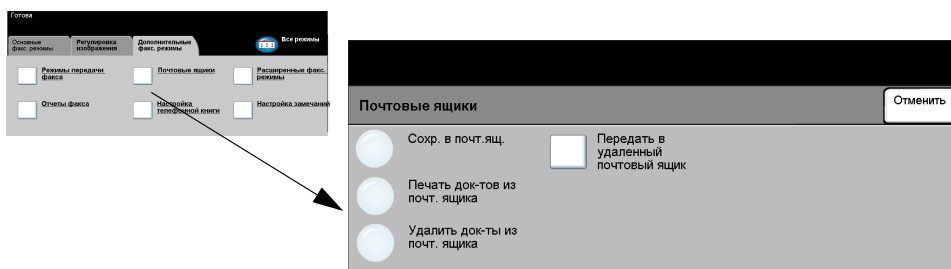 Готова
Основные факс. режимы
Регулировка изображения
Дополнительные факс. режимы
Все режимы
Режимы передачи факса
Почтовые ящики
Расширенные факс. режимы
Отчеты факса
Настройка телефонной книги
Настройка замечаний
Почтовые ящики
Отменить
Сохр. в почт.ящ.
Передать в
удаленный
почтовый ящик
Печать док-тов из
почт. ящика
Удалить док-ты из
почт. ящика